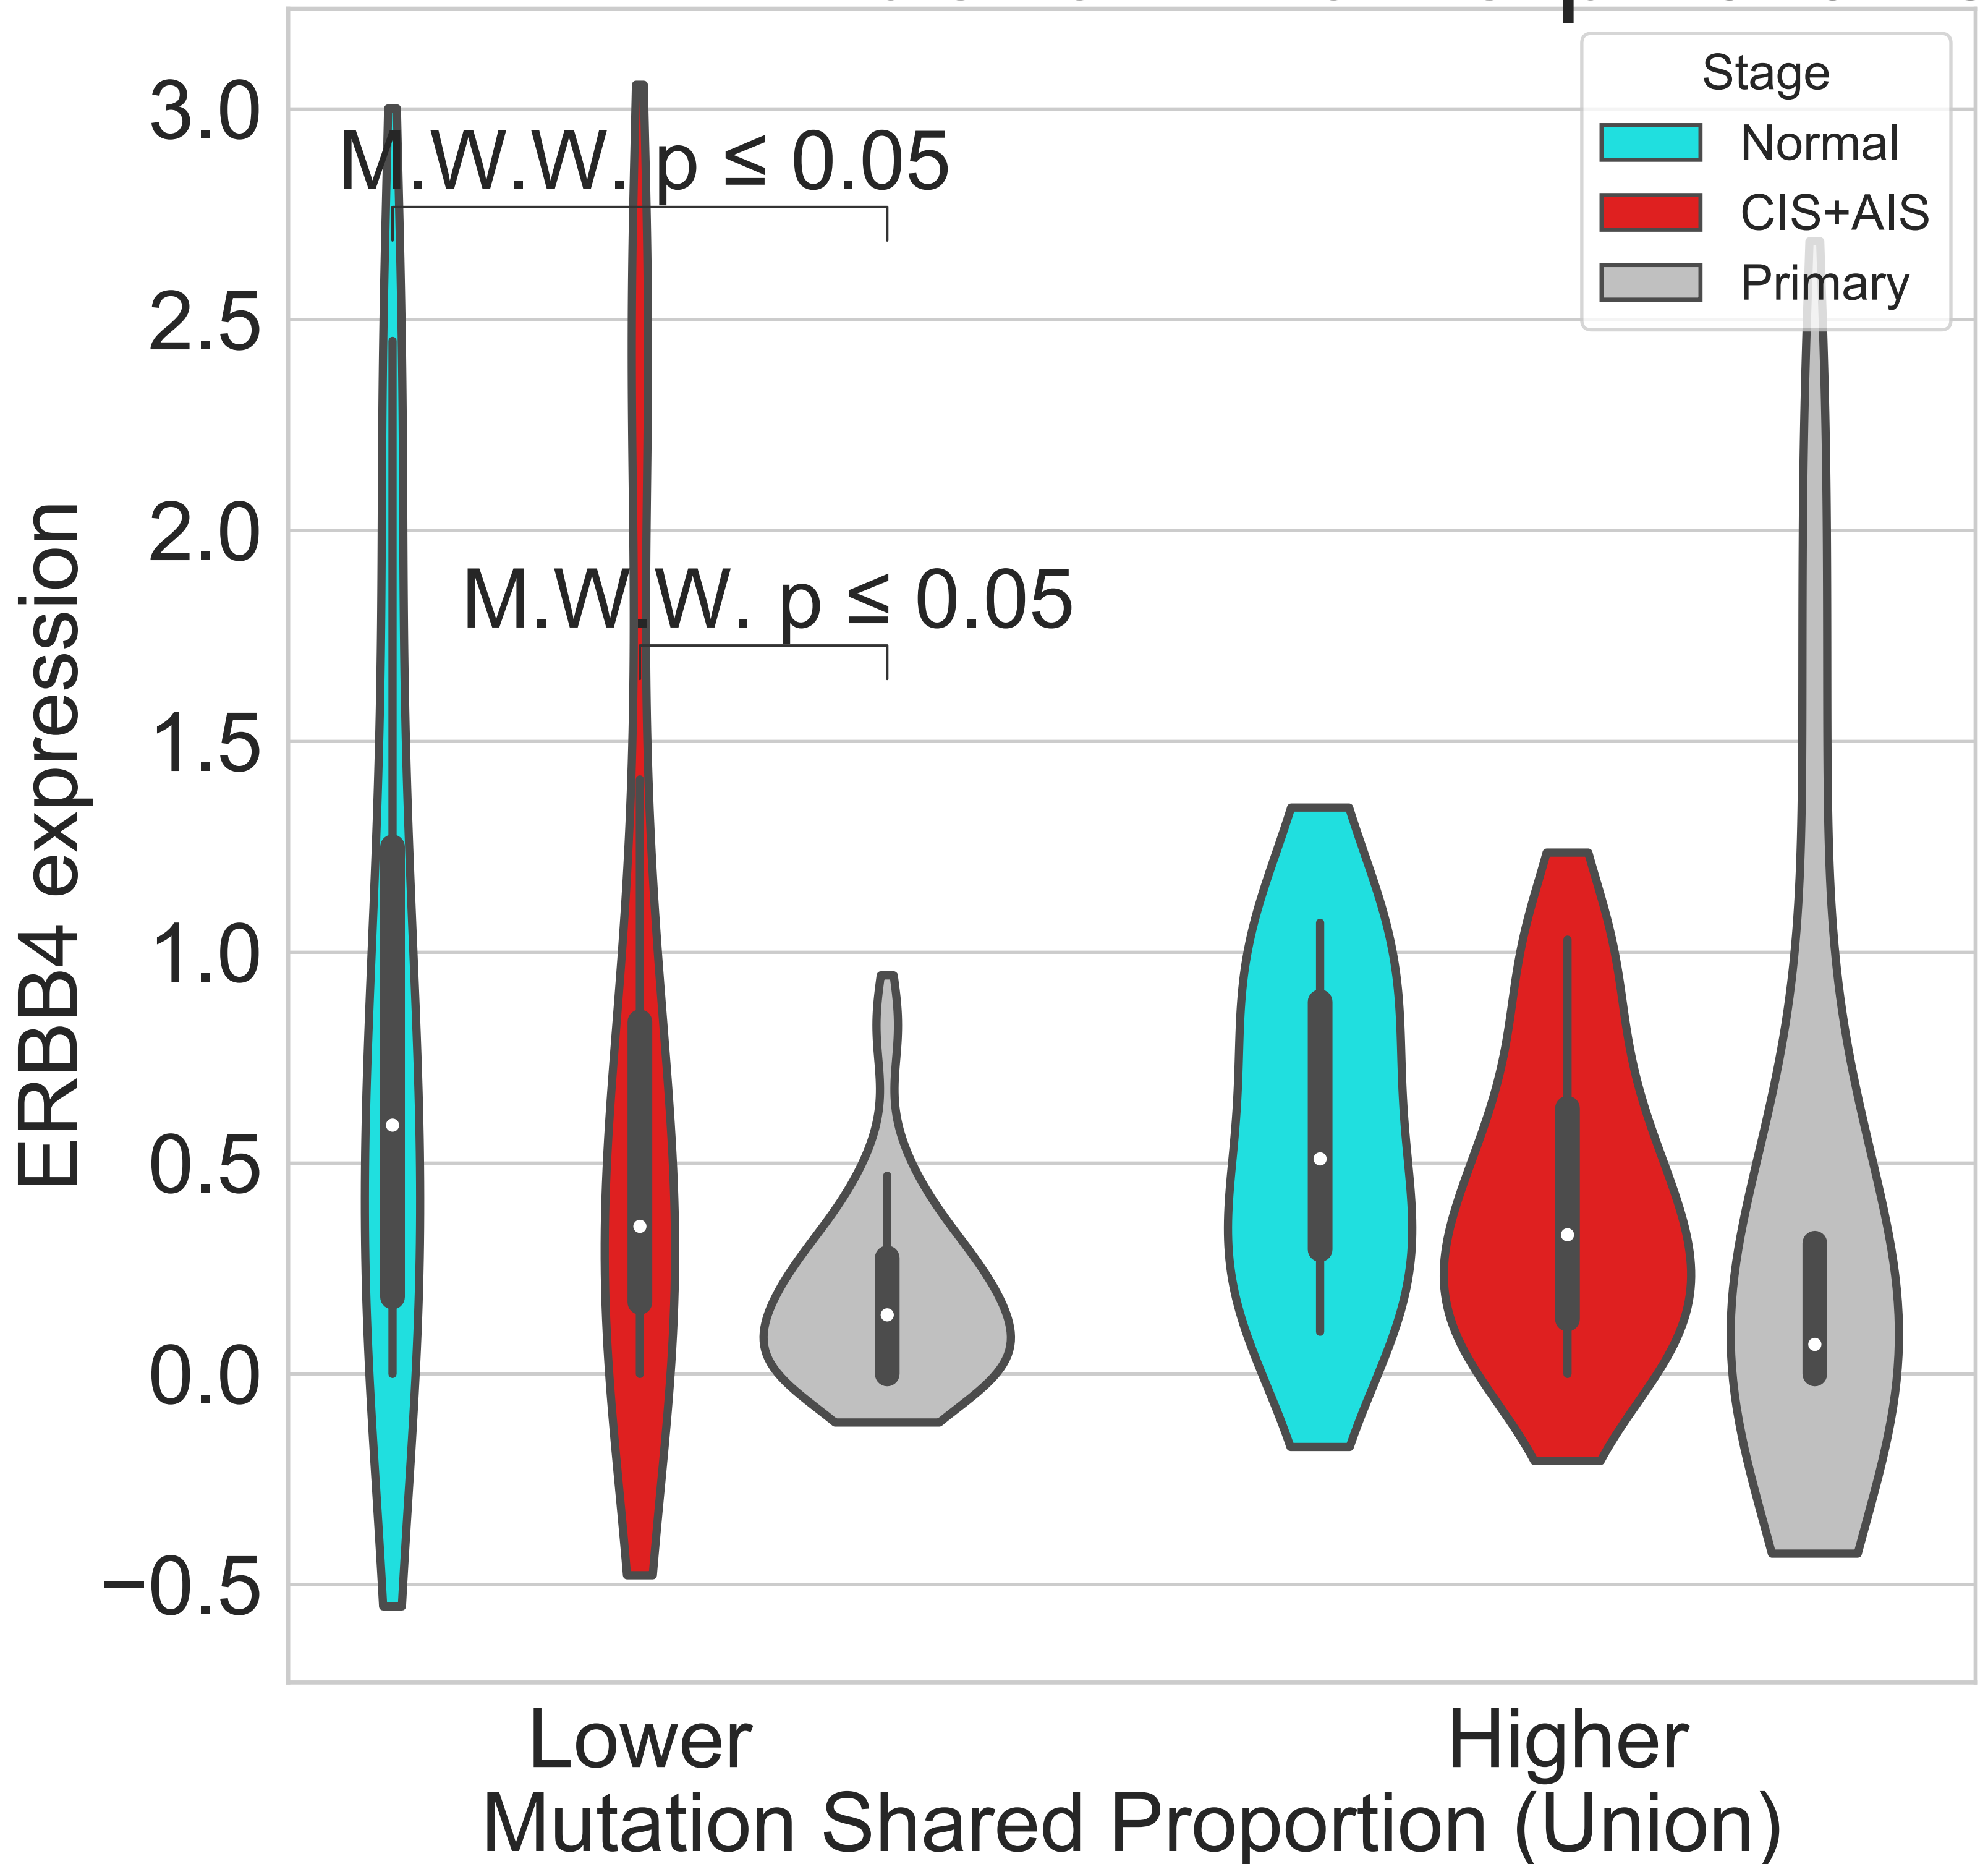 Stage
Normal
CIS+AIS
Primary
M.W.W. p ≤ 0.05
M.W.W. p ≤ 0.05
ERBB4 expression
3.0
2.5
2.0
1.5
1.0
0.5
0.0
−0.5
Lower
Higher
Mutation Shared Proportion (Union)